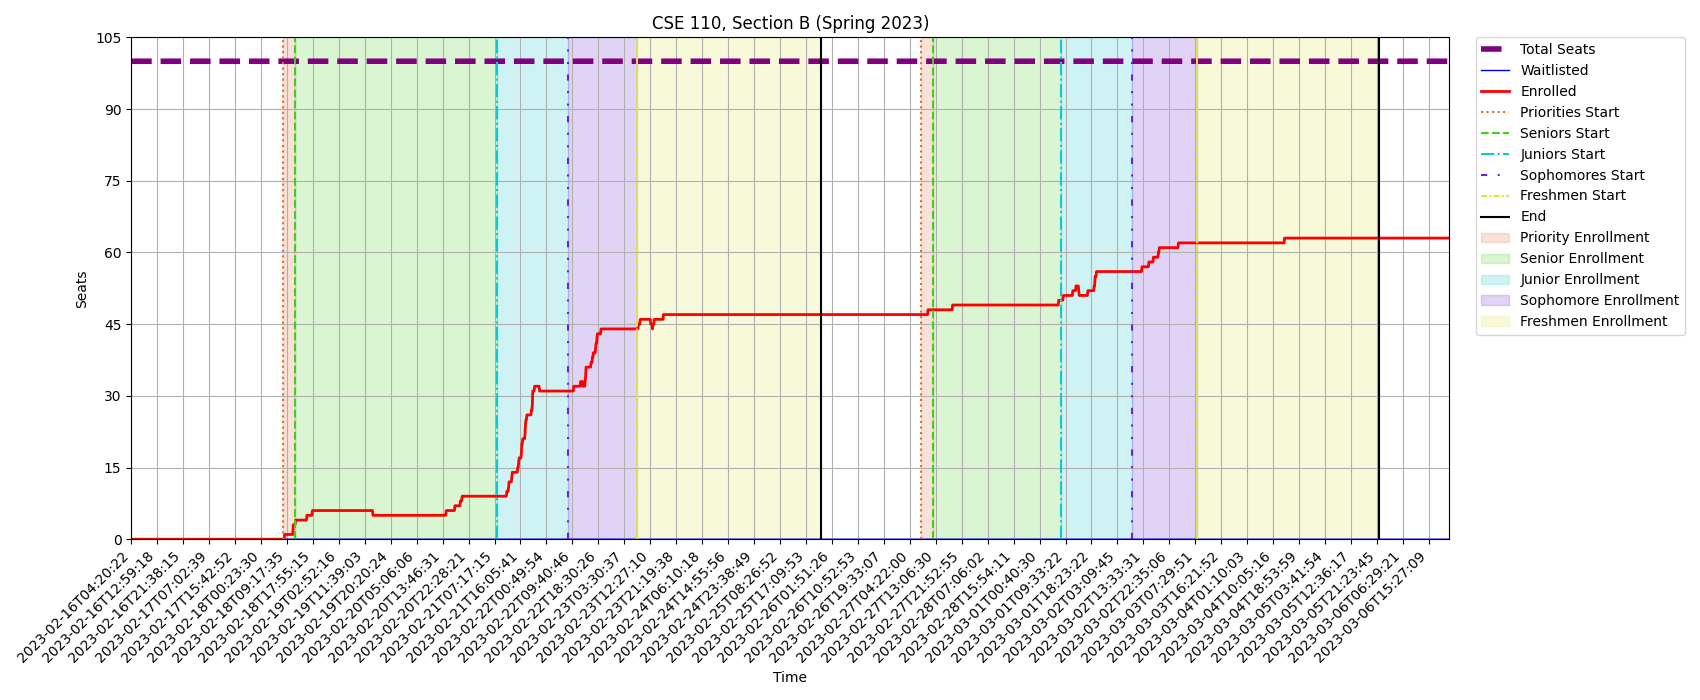 CSE 110, Section B (Spring 2023)
105
90
75
60
45
30
15
0
Seats
2023-02-16T04:20:22
2023-02-16T12:59:18
2023-02-16T21:38:15
2023-02-17T07:02:39
2023-02-17T15:42:52
2023-02-18T00:23:30
2023-02-18T09:17:35
2023-02-18T17:55:15
2023-02-19T02:52:16
2023-02-19T11:39:03
2023-02-19T20:20:24
2023-02-20T05:06:06
2023-02-20T13:46:31
2023-02-20T22:28:21
2023-02-21T07:17:15
2023-02-21T16:05:41
2023-02-22T00:49:54
2023-02-22T09:40:46
2023-02-22T18:30:26
2023-02-23T03:30:37
2023-02-23T12:27:10
2023-02-23T21:19:38
2023-02-24T06:10:18
2023-02-24T14:55:56
2023-02-24T23:38:49
2023-02-25T08:26:52
2023-02-25T17:09:53
2023-02-26T01:51:26
2023-02-26T10:52:53
2023-02-26T19:33:07
2023-02-27T04:22:00
2023-02-27T13:06:30
2023-02-27T21:52:55
2023-02-28T07:06:02
2023-02-28T15:54:11
2023-03-01T00:40:30
2023-03-01T09:33:22
2023-03-01T18:23:22
2023-03-02T03:09:45
2023-03-02T13:33:31
2023-03-02T22:35:06
2023-03-03T07:29:51
2023-03-03T16:21:52
2023-03-04T01:10:03
2023-03-04T10:05:16
2023-03-04T18:53:59
2023-03-05T03:41:54
2023-03-05T12:36:17
2023-03-05T21:23:45
2023-03-06T06:29:21
2023-03-06T15:27:09
Time
Total Seats
Waitlisted
Enrolled
Priorities Start
Seniors Start
Juniors Start
Sophomores Start
Freshmen Start
End
Priority Enrollment
Senior Enrollment
Junior Enrollment
Sophomore Enrollment
Freshmen Enrollment